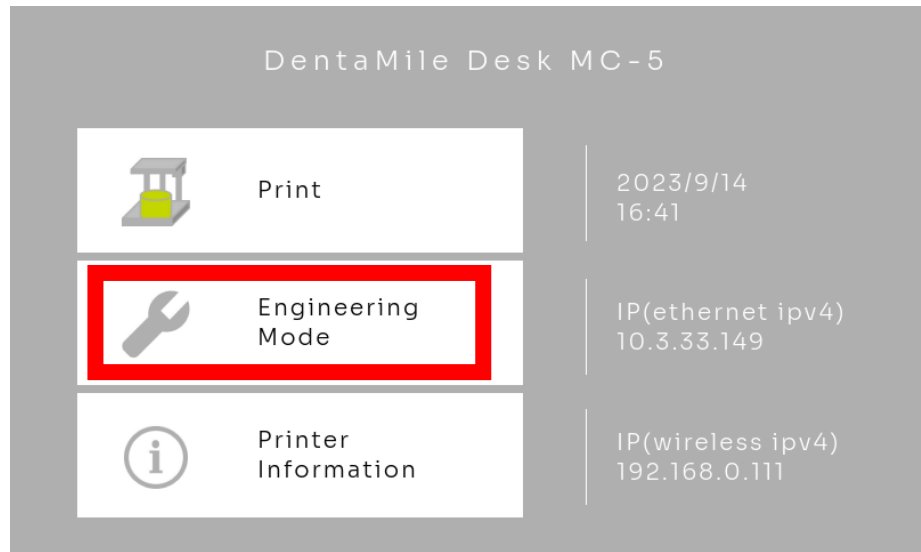 DentaMile Desk MC-5
Print
2023/9/14
16:41
Engineering
Mode
IP(ethernet ipv4)
10.3.33.149
Printer
Information
IP(wireless ipv4)
192.168.0.111